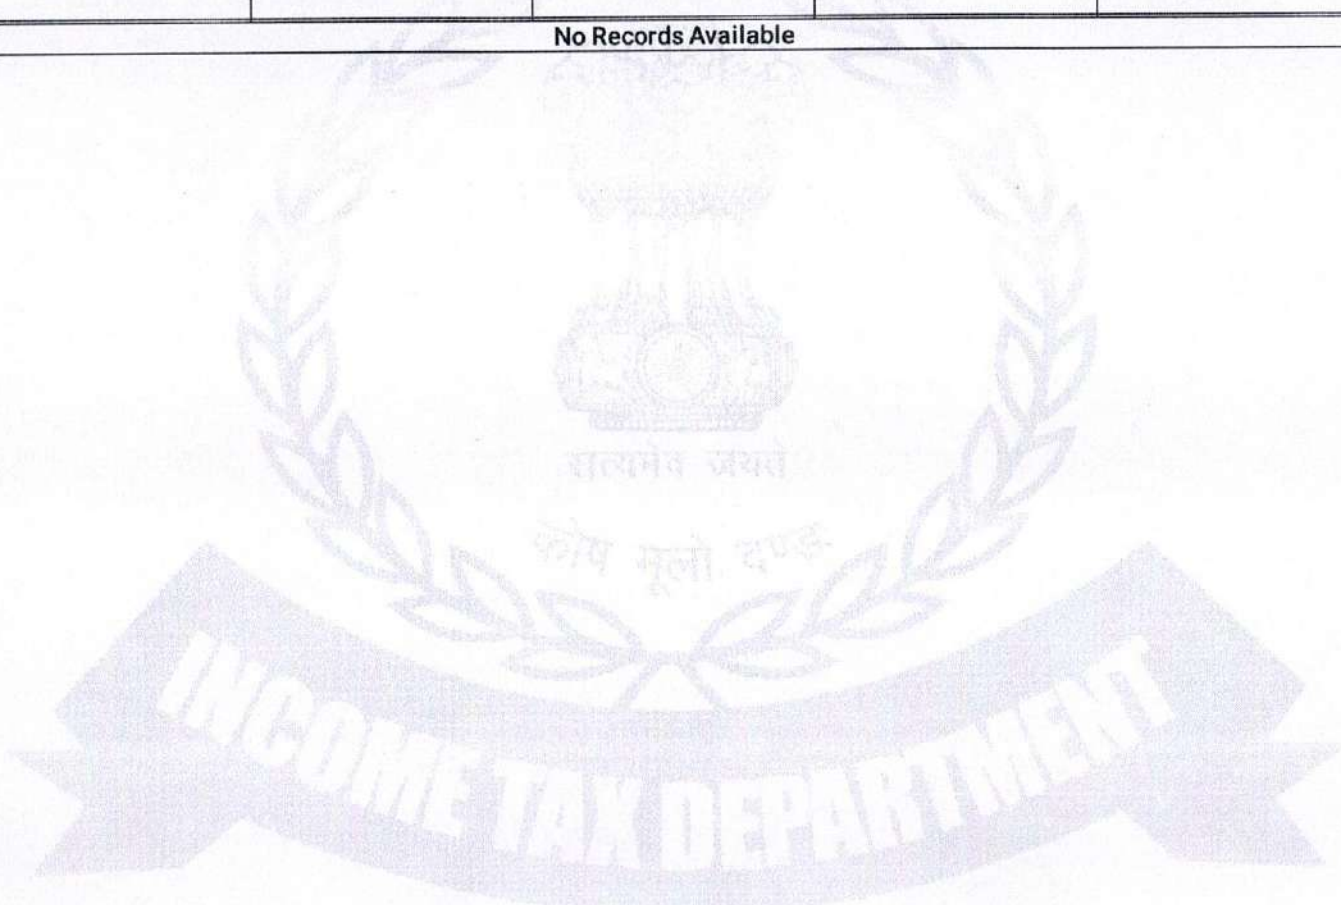 No Records Available
सत्यमेव जयते
कोष मूलो दण्ड
INCOME TAX DEPARTMENT